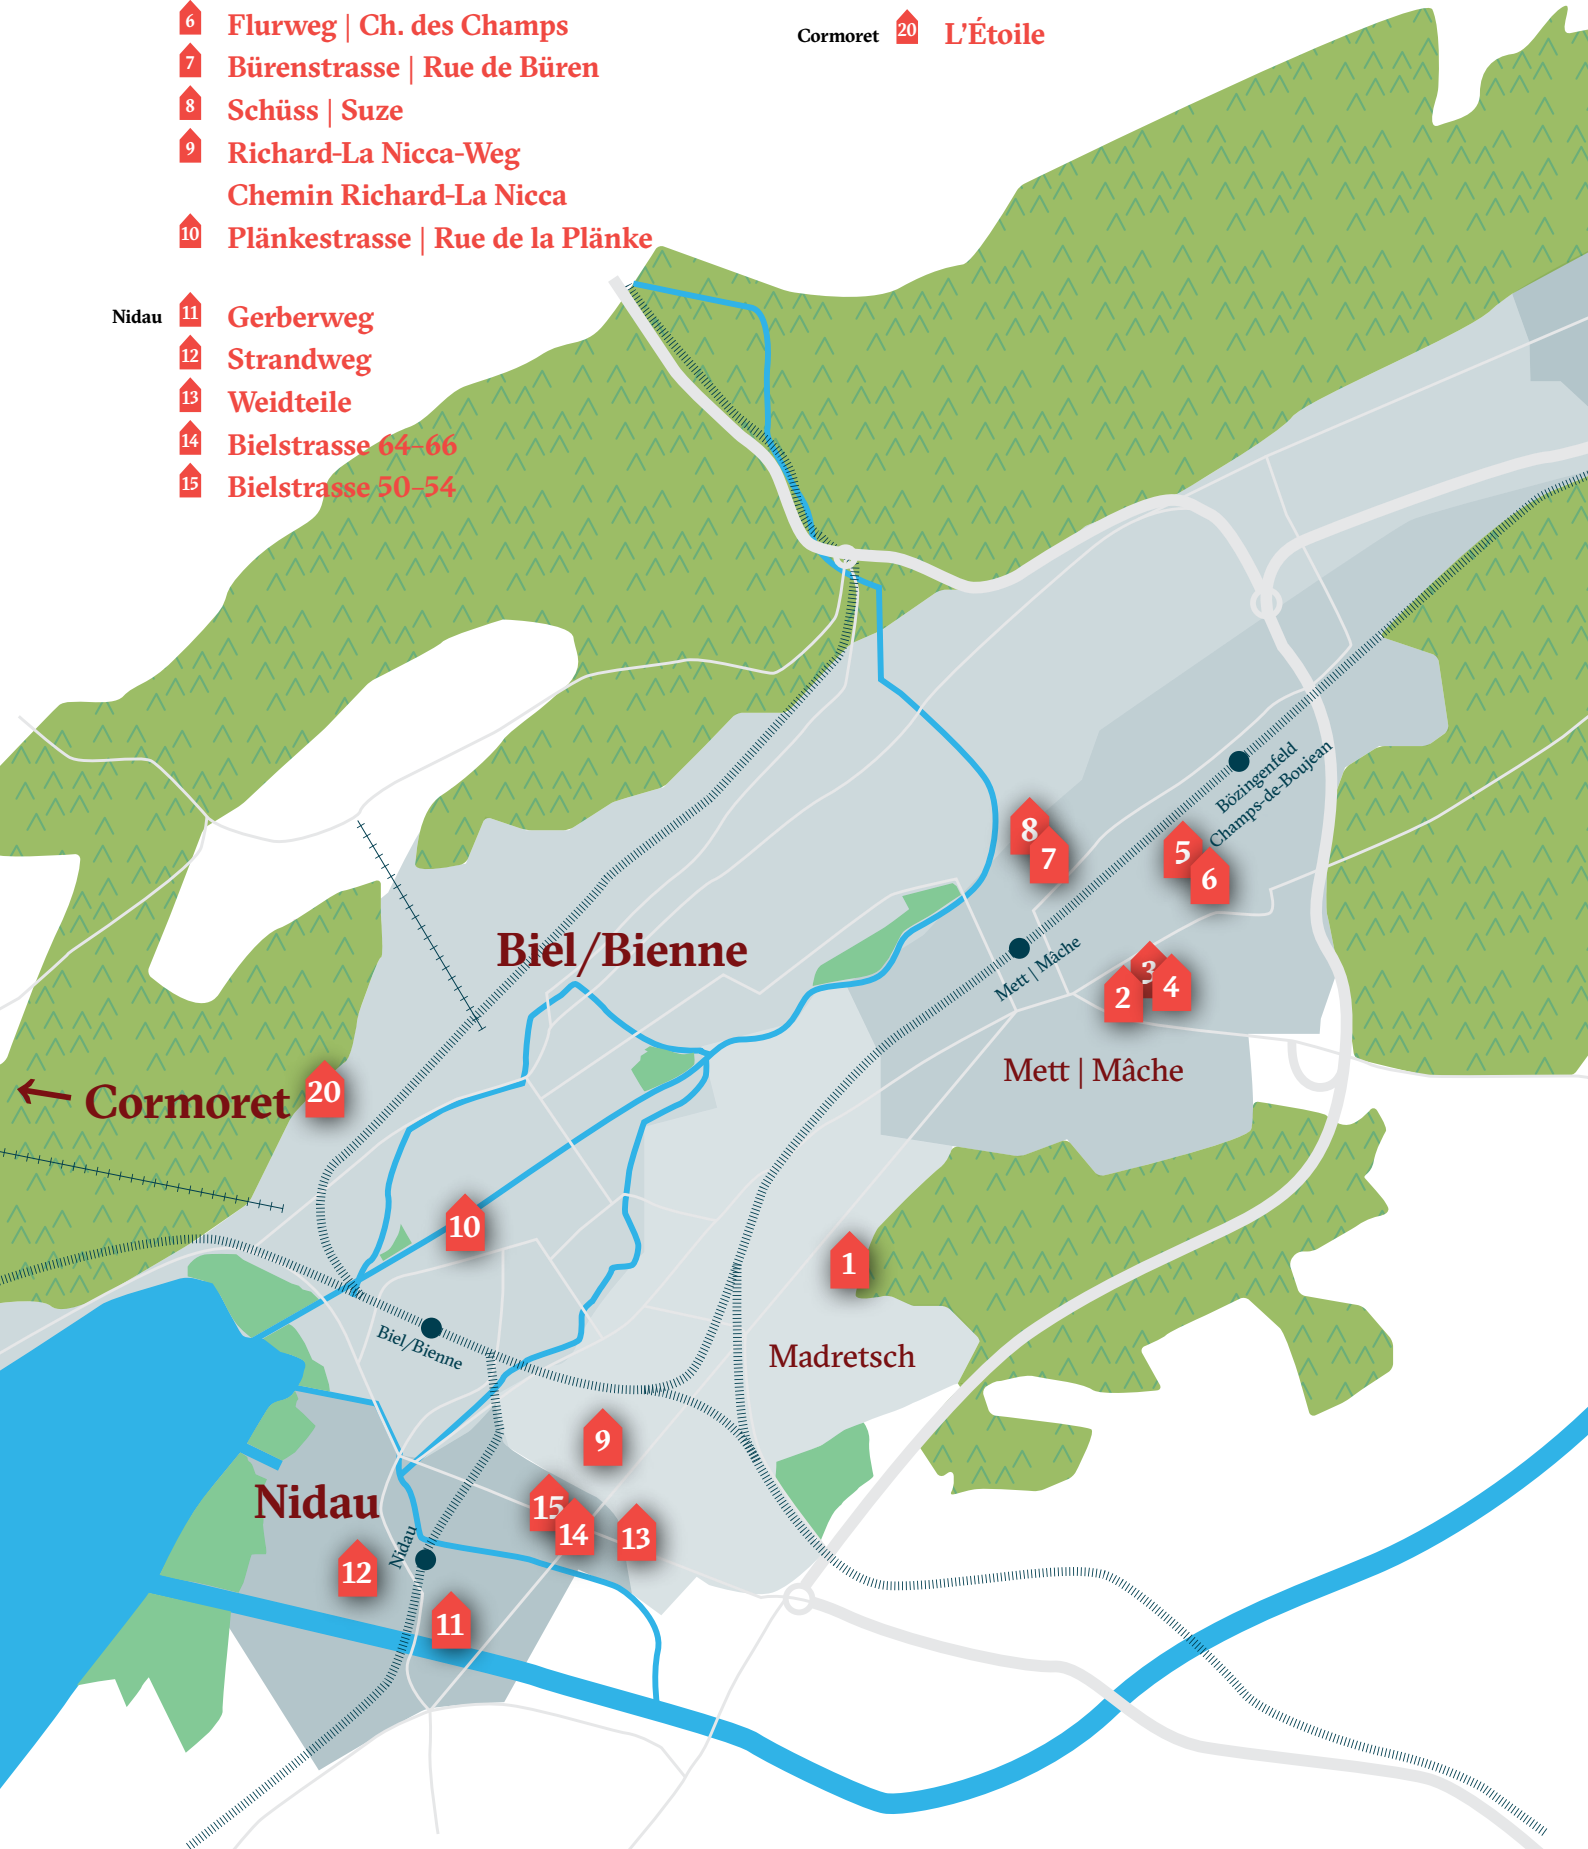 6 Flurweg | Ch. des Champs
7 Bürenstrasse | Rue de Büren
8 Schüss | Suze
9 Richard-La Nicca-Weg
Chemin Richard-La Nicca
10 Plänkestrasse | Rue de la Plänke
Nidau 11 Gerberweg
12 Strandweg
13 Weidteile
14 Bielstrasse 64–66
15 Bielstrasse 50–54
Cormoret 20 L’Étoile
Bözingenfeld
Champs-de-Boujean
8
7
5
6
Biel/Bienne
Mett | Mâche
3
4
2
Mett | Mâche
← Cormoret
20
10
1
Biel/Bienne
Madretsch
9
Nidau
15
14
13
Nidau
12
11